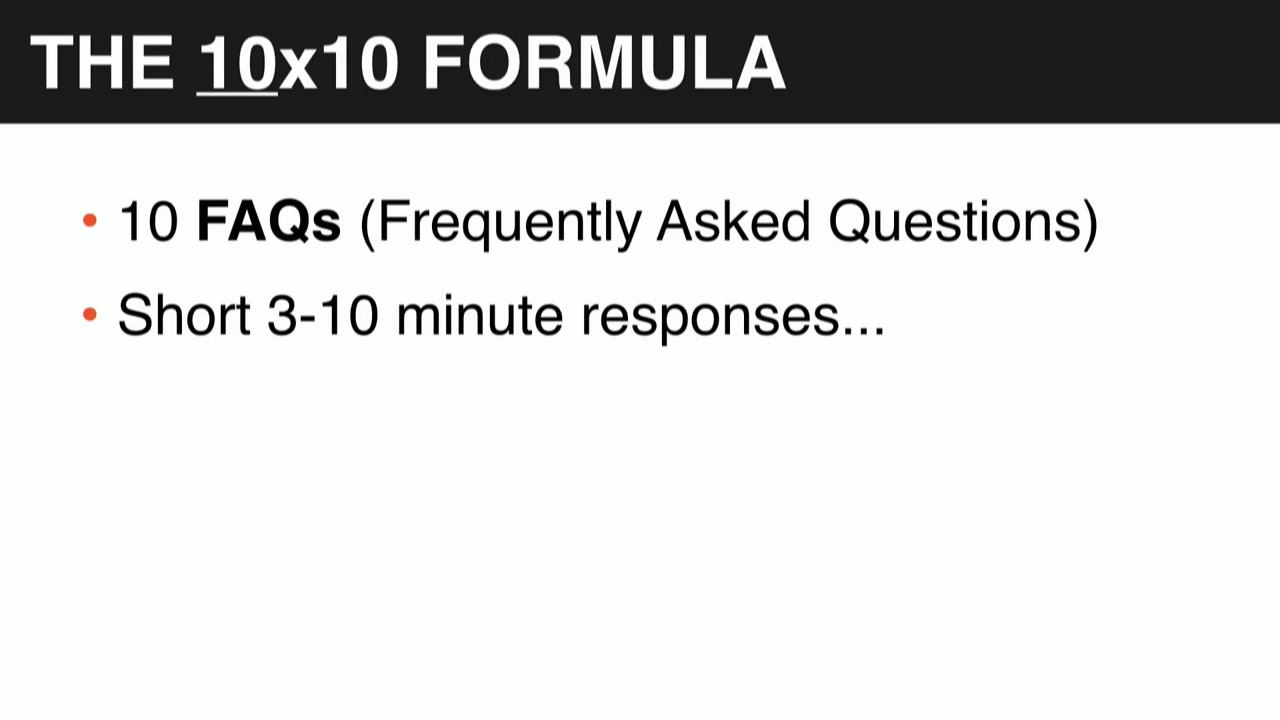 THE 10x10 FORMULA
• 10 FAQs (Frequently Asked Questions)
• Short 3-10 minute responses...